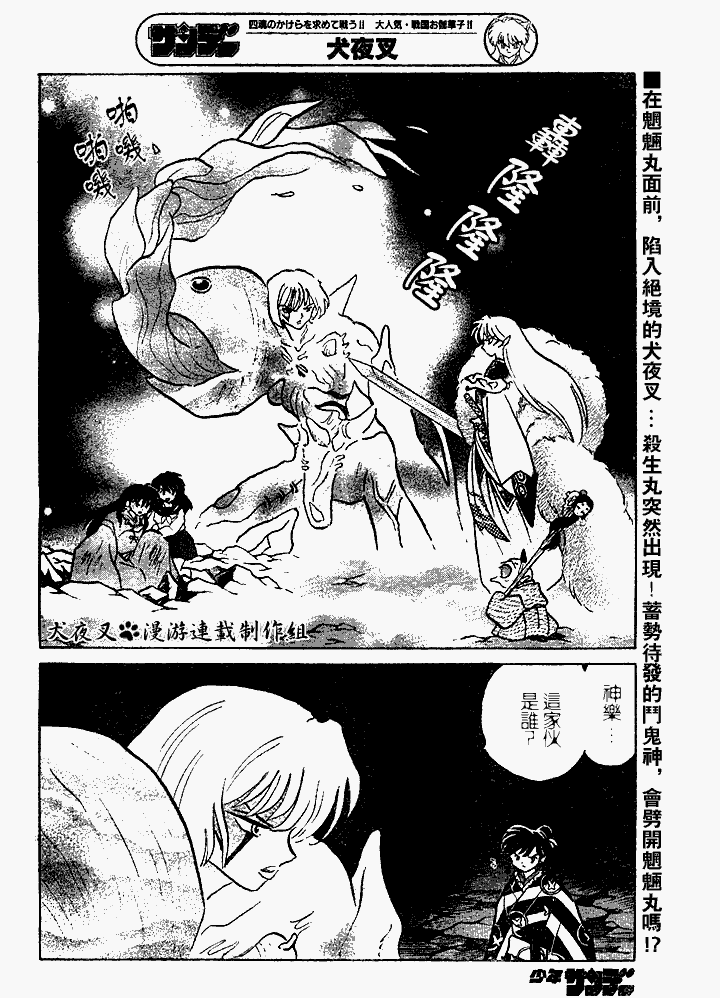 サンデー
四魂のかけらを求めて戦う!! 大人気・戦国お伽草子!!
犬夜叉
■在魍魎丸面前，陷入絕境的犬夜叉…殺生丸突然出現！蓄勢待發的鬥鬼神，會劈開魍魎丸嗎!?
轟隆隆隆
啪
啪哦
哦
犬夜叉 漫游連載制作組
神樂…
這家伙
是誰?
少年サンデー